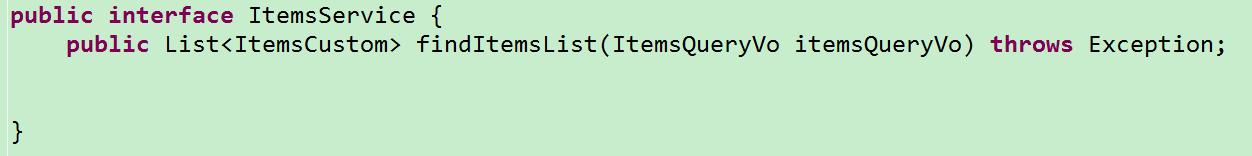 public interface ItemsService {
    public List<ItemsCustom> findItemsList(ItemsQueryVo itemsQueryVo) throws Exception;
}